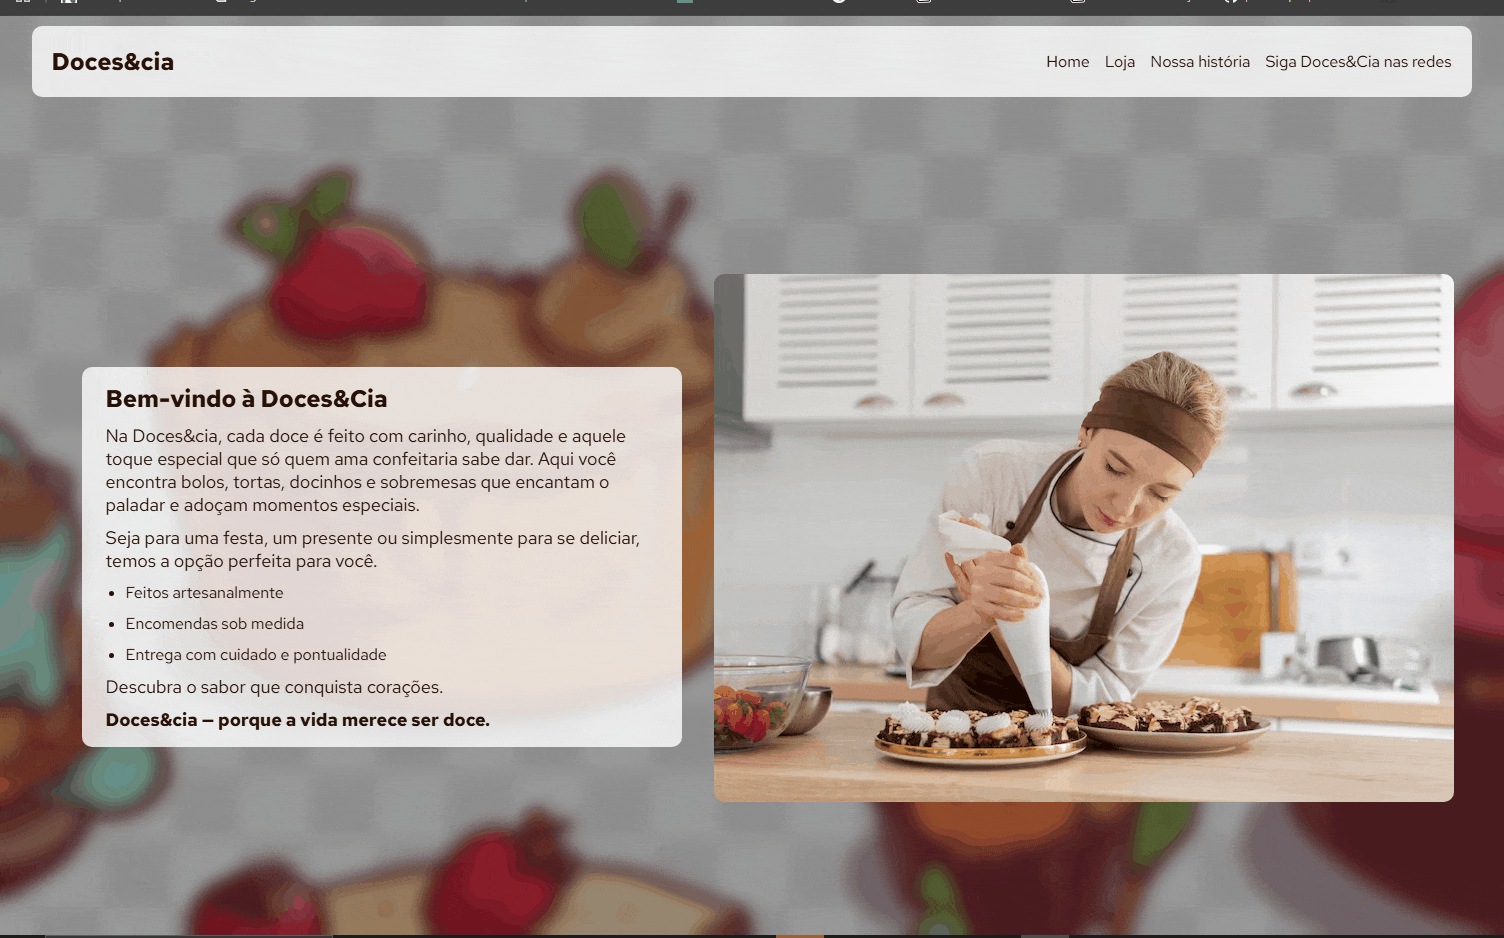 Doces&cia
Home Loja Nossa história Siga Doces&Cia nas redes
Bem-vindo à Doces&Cia
Na Doces&cia, cada doce é feito com carinho, qualidade e aquele
toque especial que só quem ama confeitaria sabe dar. Aqui você
encontra bolos, tortas, docinhos e sobremesas que encantam o
paladar e adoçam momentos especiais.
Seja para uma festa, um presente ou simplesmente para se deliciar,
temos a opção perfeita para você.
• Feitos artesanalmente
• Encomendas sob medida
• Entrega com cuidado e pontualidade
Descubra o sabor que conquista corações.
Doces&cia — porque a vida merece ser doce.